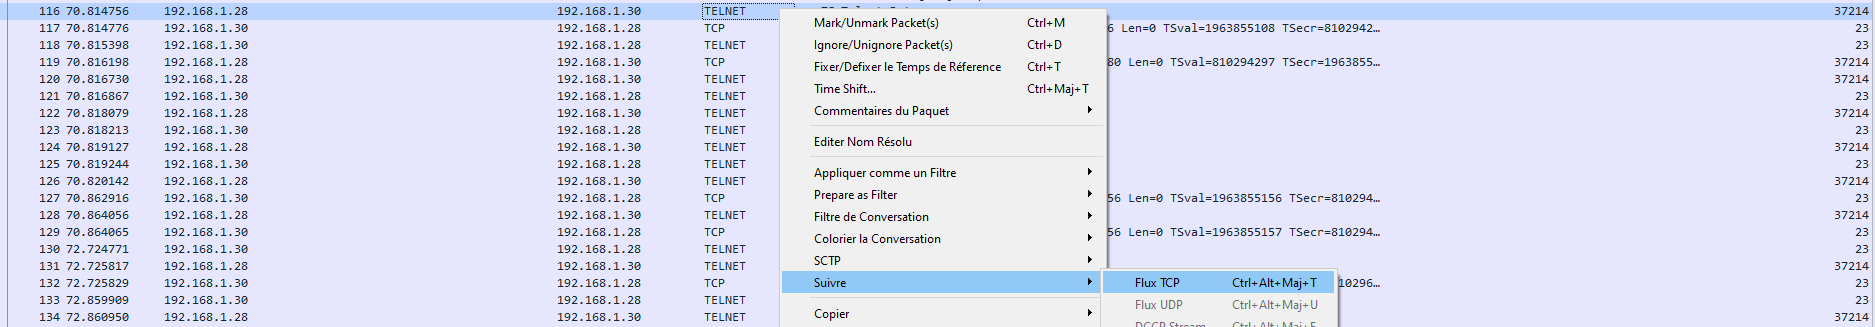 116 70.814756 192.168.1.28 192.168.1.30 TELNET 37214
Mark/Unmark Packet(s) Ctrl+M
117 70.814776 192.168.1.30 192.168.1.28 TCP 6 Len=0 TSval=1963855108 TSecr=8102942… 23
118 70.815398 192.168.1.30 192.168.1.28 TELNET 23
Ignore/Unignore Packet(s) Ctrl+D
119 70.816198 192.168.1.28 192.168.1.30 TCP 80 Len=0 TSval=810294297 TSecr=1963855… 37214
Fixer/Defixer le Temps de Réference Ctrl+T
120 70.816730 192.168.1.28 192.168.1.30 TELNET 37214
Time Shift... Ctrl+Maj+T
121 70.816867 192.168.1.30 192.168.1.28 TELNET 23
Commentaires du Paquet
122 70.818079 192.168.1.28 192.168.1.30 TELNET 37214
123 70.818213 192.168.1.30 192.168.1.28 TELNET 23
Editer Nom Résolu
124 70.819127 192.168.1.28 192.168.1.30 TELNET 37214
125 70.819244 192.168.1.30 192.168.1.28 TELNET 23
Appliquer comme un Filtre
126 70.820142 192.168.1.28 192.168.1.30 TELNET 37214
Prepare as Filter
127 70.862916 192.168.1.30 192.168.1.28 TCP 56 Len=0 TSval=1963855156 TSecr=810294… 23
128 70.864056 192.168.1.28 192.168.1.30 TELNET 37214
Filtre de Conversation
129 70.864065 192.168.1.30 192.168.1.28 TCP 56 Len=0 TSval=1963855157 TSecr=810294… 23
Colorier la Conversation
130 72.724771 192.168.1.30 192.168.1.28 TELNET 23
SCTP
131 72.725817 192.168.1.28 192.168.1.30 TELNET 37214
132 72.725829 192.168.1.30 192.168.1.28 TCP 23
Suivre
Flux TCP Ctrl+Alt+Maj+T
133 72.859909 192.168.1.30 192.168.1.28 TELNET 23
Flux UDP Ctrl+Alt+Maj+U
134 72.860950 192.168.1.28 192.168.1.30 TELNET 37214
Copier